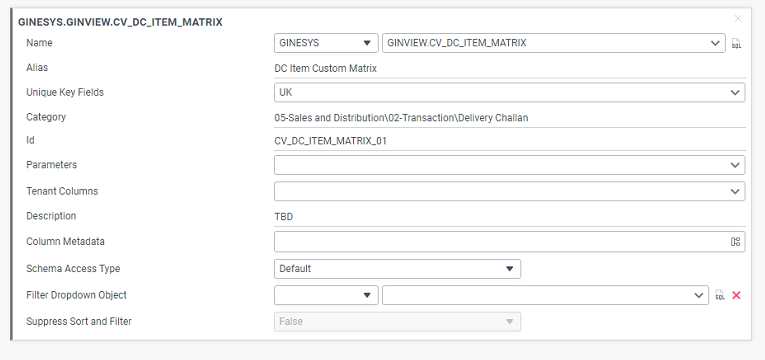 GINESYS.GINVIEW.CV_DC_ITEM_MATRIX
Name GINESYS GINVIEW.CV_DC_ITEM_MATRIX SQL
Alias DC Item Custom Matrix
Unique Key Fields UK
Category 05-Sales and Distribution\02-Transaction\Delivery Challan
Id CV_DC_ITEM_MATRIX_01
Parameters
Tenant Columns
Description TBD
Column Metadata
Schema Access Type Default
Filter Dropdown Object SQL
Suppress Sort and Filter False